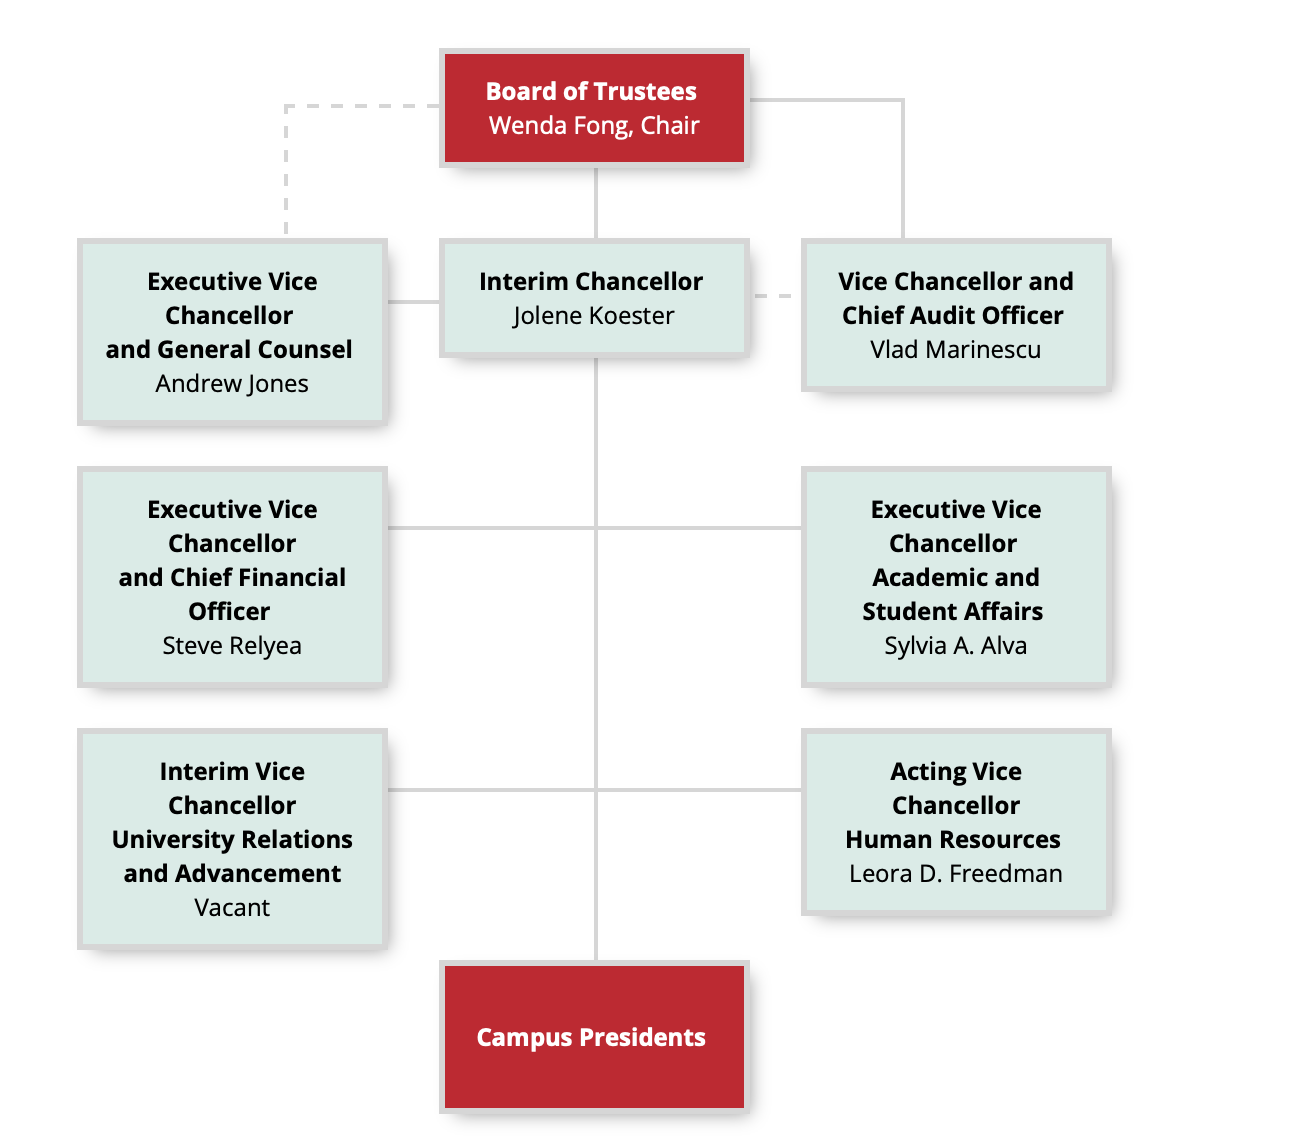 Board of Trustees
Wenda Fong, Chair
Executive Vice
Chancellor
and General Counsel
Andrew Jones
Interim Chancellor
Jolene Koester
Vice Chancellor and
Chief Audit Officer
Vlad Marinescu
Executive Vice
Chancellor
and Chief Financial
Officer
Steve Relyea
Executive Vice
Chancellor
Academic and
Student Affairs
Sylvia A. Alva
Interim Vice
Chancellor
University Relations
and Advancement
Vacant
Acting Vice
Chancellor
Human Resources
Leora D. Freedman
Campus Presidents